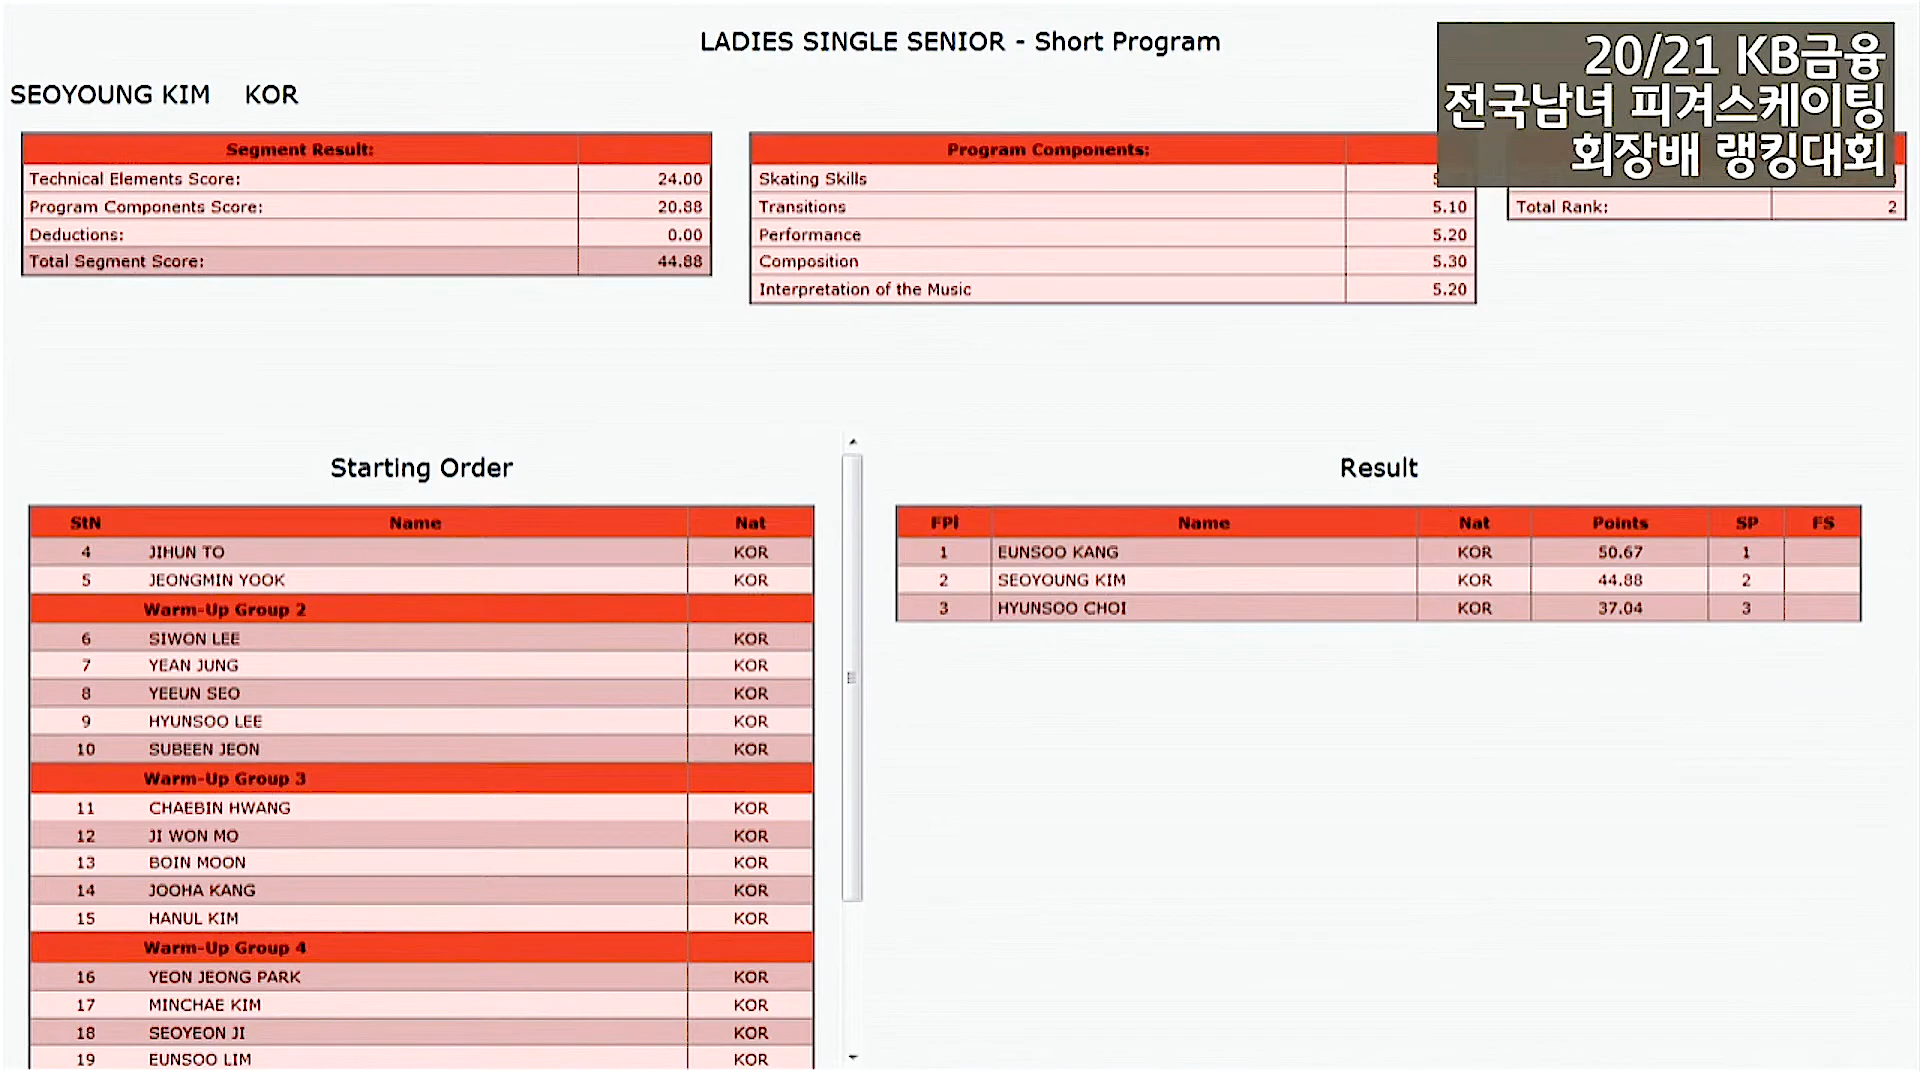 LADIES SINGLE SENIOR - Short Program
20/21 KB금융
전국남녀 피겨스케이팅
회장배 랭킹대회
SEOYOUNG KIM KOR
Segment Result:
Technical Elements Score: 24.00
Program Components Score: 20.88
Deductions: 0.00
Total Segment Score: 44.88
Program Components:
Skating Skills
Transitions 5.10
Performance 5.20
Composition 5.30
Interpretation of the Music 5.20
Total Rank: 2
Starting Order
StN Name Nat
4 JIHUN TO KOR
5 JEONGMIN YOOK KOR
Warm-Up Group 2
6 SIWON LEE KOR
7 YEAN JUNG KOR
8 YEEUN SEO KOR
9 HYUNSOO LEE KOR
10 SUBEEN JEON KOR
Warm-Up Group 3
11 CHAEBIN HWANG KOR
12 JI WON MO KOR
13 BOIN MOON KOR
14 JOOHA KANG KOR
15 HANUL KIM KOR
Warm-Up Group 4
16 YEON JEONG PARK KOR
17 MINCHAE KIM KOR
18 SEOYEON JI KOR
19 EUNSOO LIM KOR
Result
FPl Name Nat Points SP FS
1 EUNSOO KANG KOR 50.67 1
2 SEOYOUNG KIM KOR 44.88 2
3 HYUNSOO CHOI KOR 37.04 3